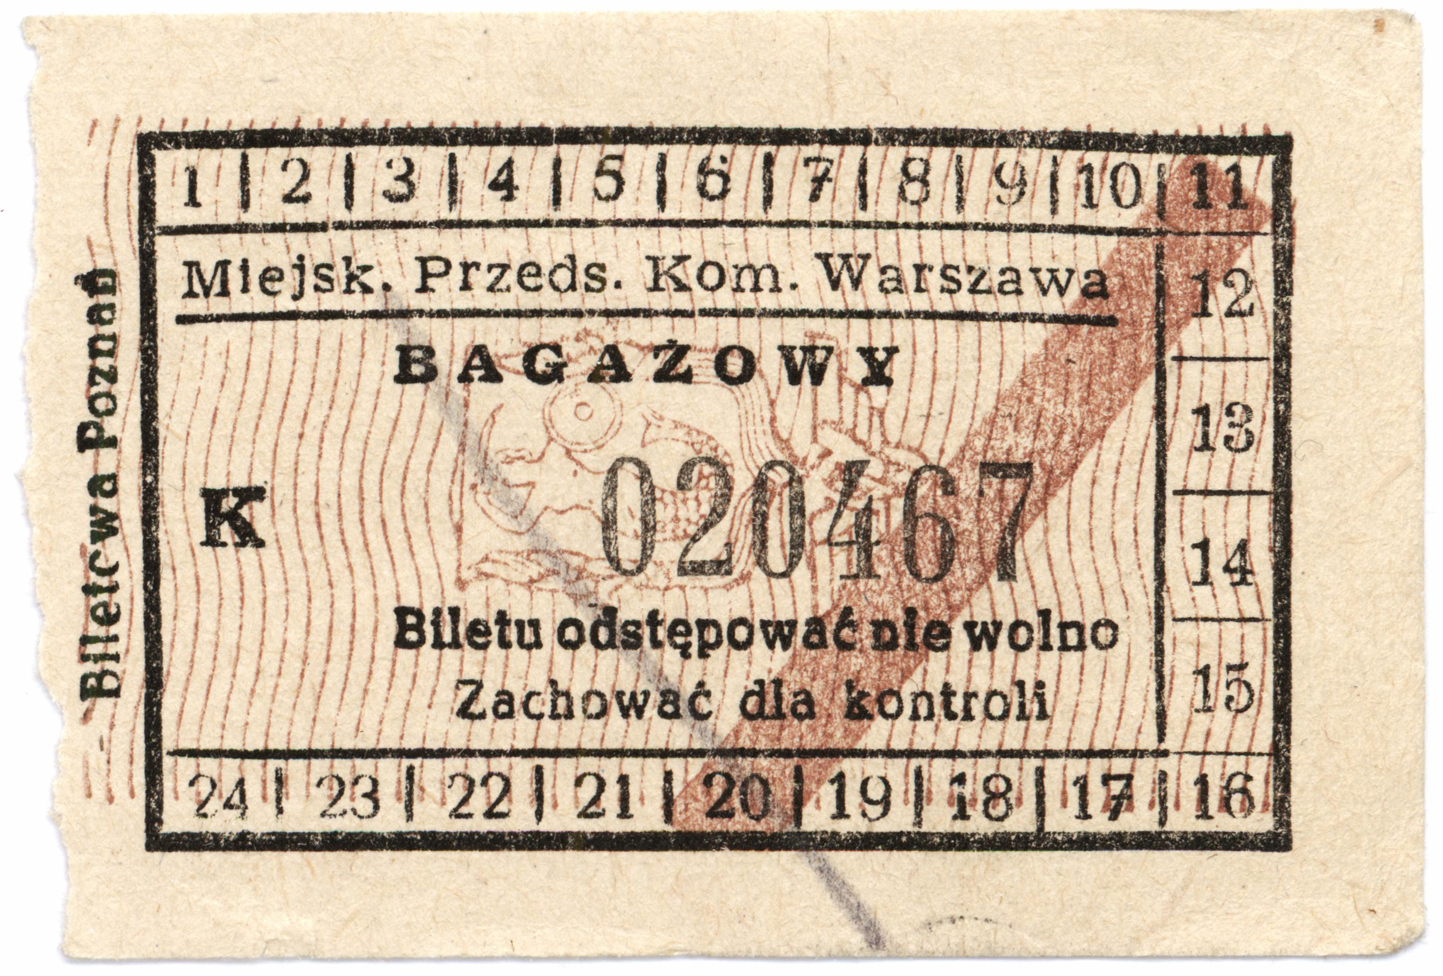 1 | 2 | 3 | 4 | 5 | 6 | 7 | 8 | 9 | 10 | 11
Miejsk. Przeds. Kom. Warszawa
12
BAGAŻOWY
13
K 020467
14
Biletu odstępować nie wolno
15
Zachować dla kontroli
24 | 23 | 22 | 21 | 20 | 19 | 18 | 17 | 16
Biletowa Poznań